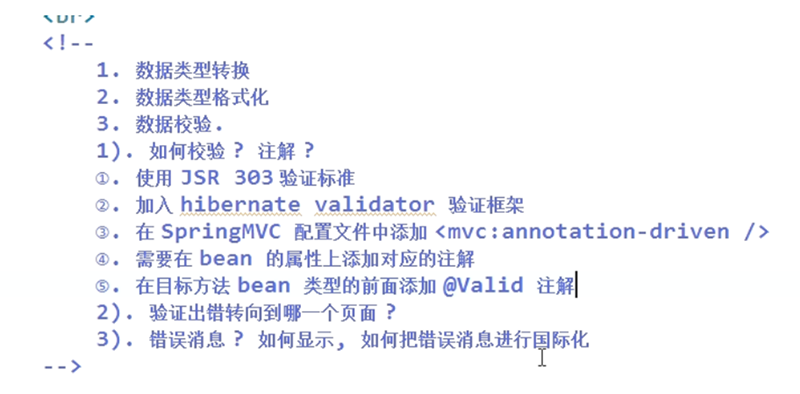 <br>
<!--
1. 数据类型转换
2. 数据类型格式化
3. 数据校验.
1). 如何校验 ? 注解 ?
①. 使用 JSR 303 验证标准
②. 加入 hibernate validator 验证框架
③. 在 SpringMVC 配置文件中添加 <mvc:annotation-driven />
④. 需要在 bean 的属性上添加对应的注解
⑤. 在目标方法 bean 类型的前面添加 @Valid 注解
2). 验证出错转向到哪一个页面 ?
3). 错误消息 ? 如何显示, 如何把错误消息进行国际化
-->